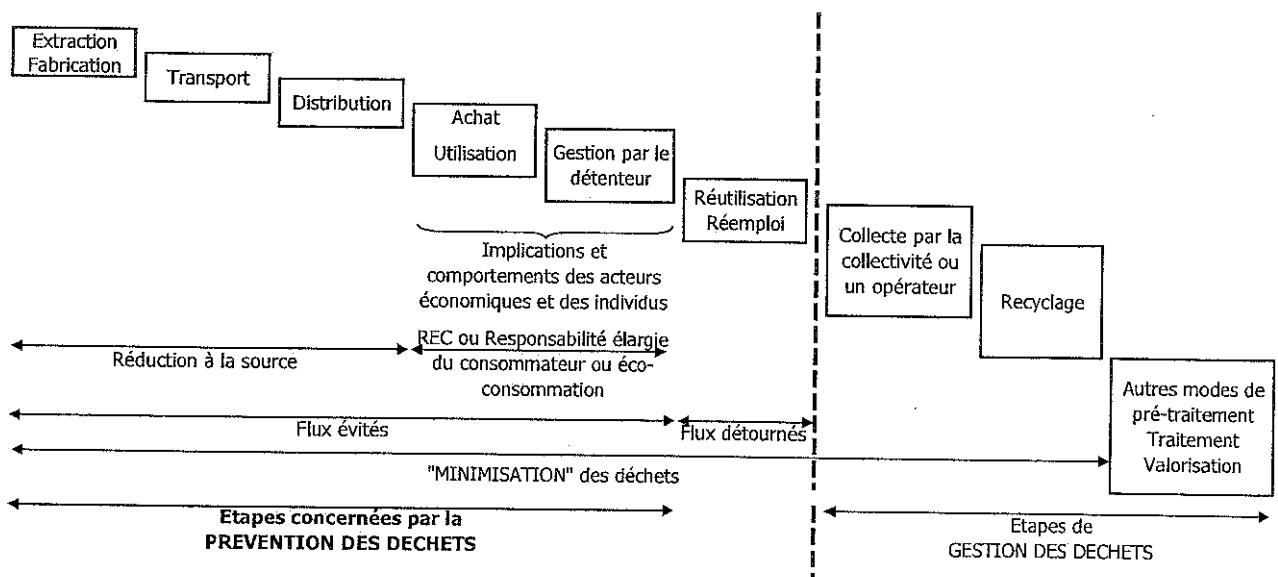 Extraction
Fabrication
Transport
Distribution
Achat
Utilisation
Gestion par le
détenteur
Réutilisation
Réemploi
Collecte par la
collectivité ou
un opérateur
Recyclage
Autres modes de
pré-traitement
Traitement
Valorisation
Implications et
comportements des acteurs
économiques et des individus
Réduction à la source
REC ou Responsabilité élargie
du consommateur ou éco-
consommation
Flux évités
Flux détournés
"MINIMISATION" des déchets
Etapes concernées par la
PREVENTION DES DECHETS
Etapes de
GESTION DES DECHETS